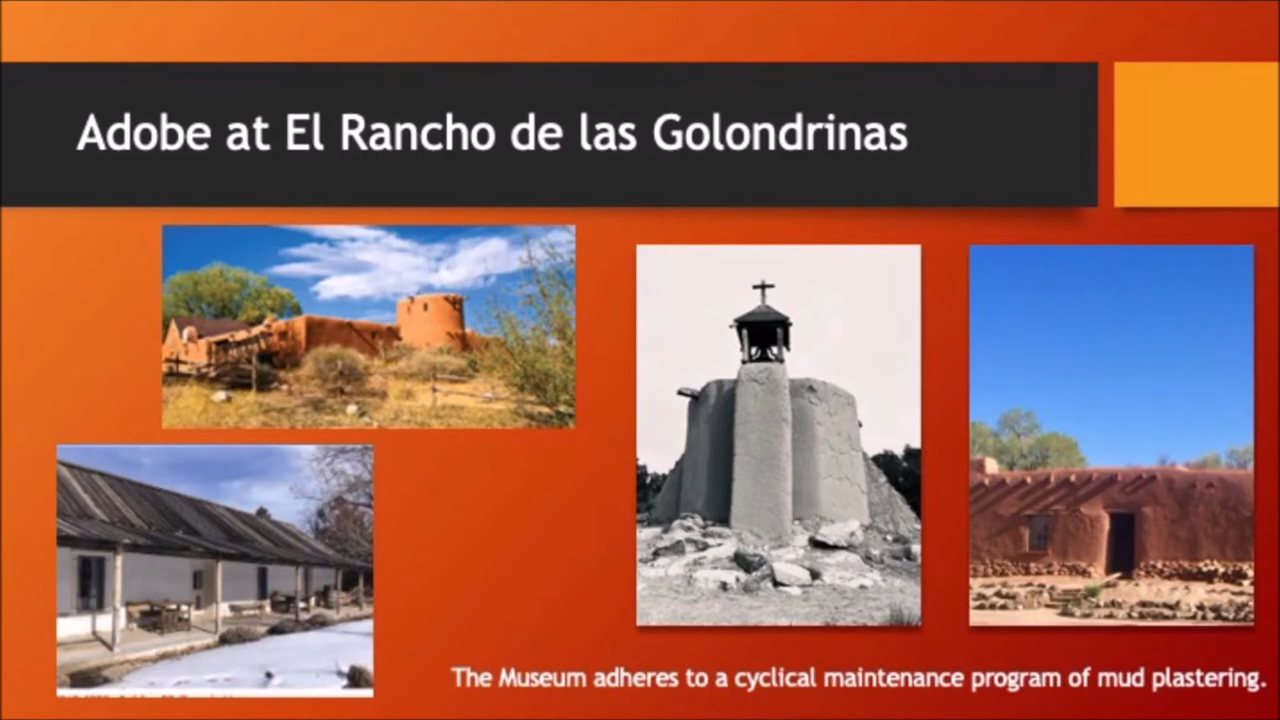 Adobe at El Rancho de las Golondrinas
The Museum adheres to a cyclical maintenance program of mud plastering.